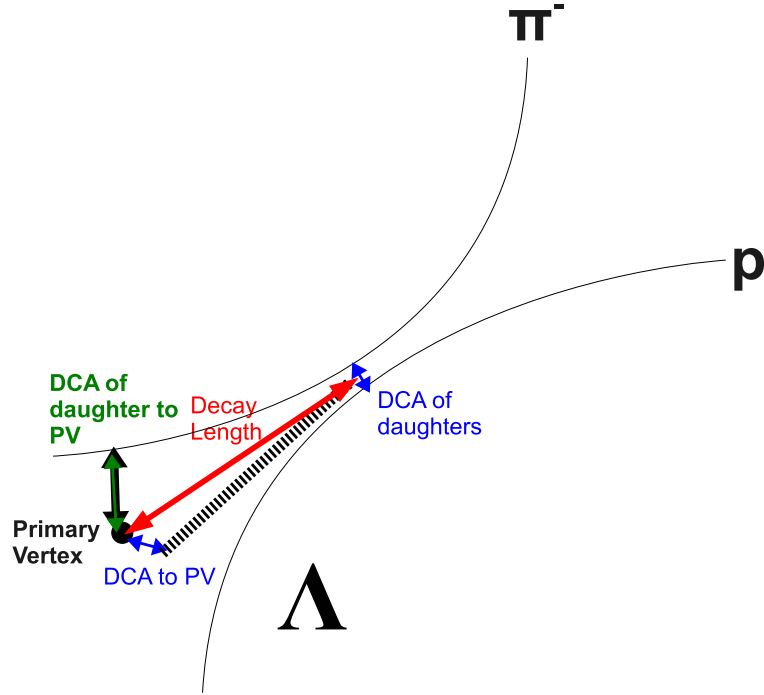 π-
p
DCA of
daughter to
PV
Decay
Length
DCA of
daughters
Primary
Vertex
DCA to PV
Λ